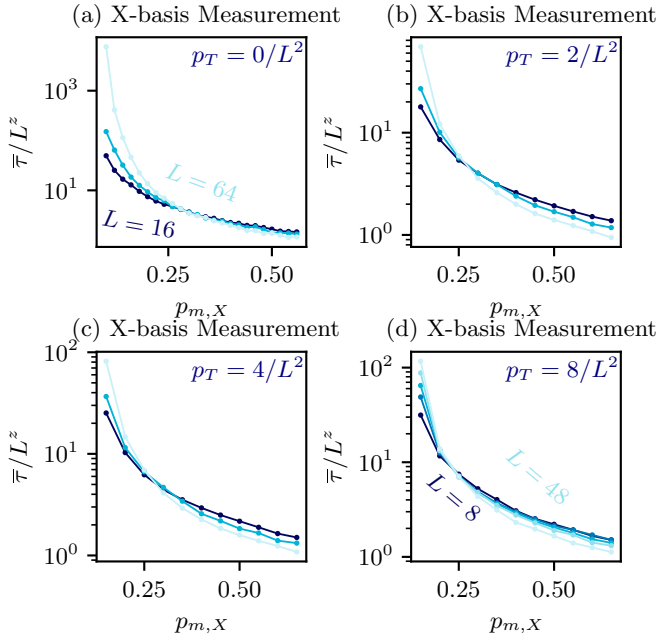 (a) X-basis Measurement
p_T = 0/L^2
10^3
10^1
τ̅/L^z
L = 64
L = 16
0.25 0.50
p_{m,X}
(b) X-basis Measurement
p_T = 2/L^2
10^1
10^0
τ̅/L^z
0.25 0.50
p_{m,X}
(c) X-basis Measurement
p_T = 4/L^2
10^2
10^1
10^0
τ̅/L^z
0.25 0.50
p_{m,X}
(d) X-basis Measurement
p_T = 8/L^2
10^2
10^1
10^0
τ̅/L^z
L = 48
L = 8
0.25 0.50
p_{m,X}